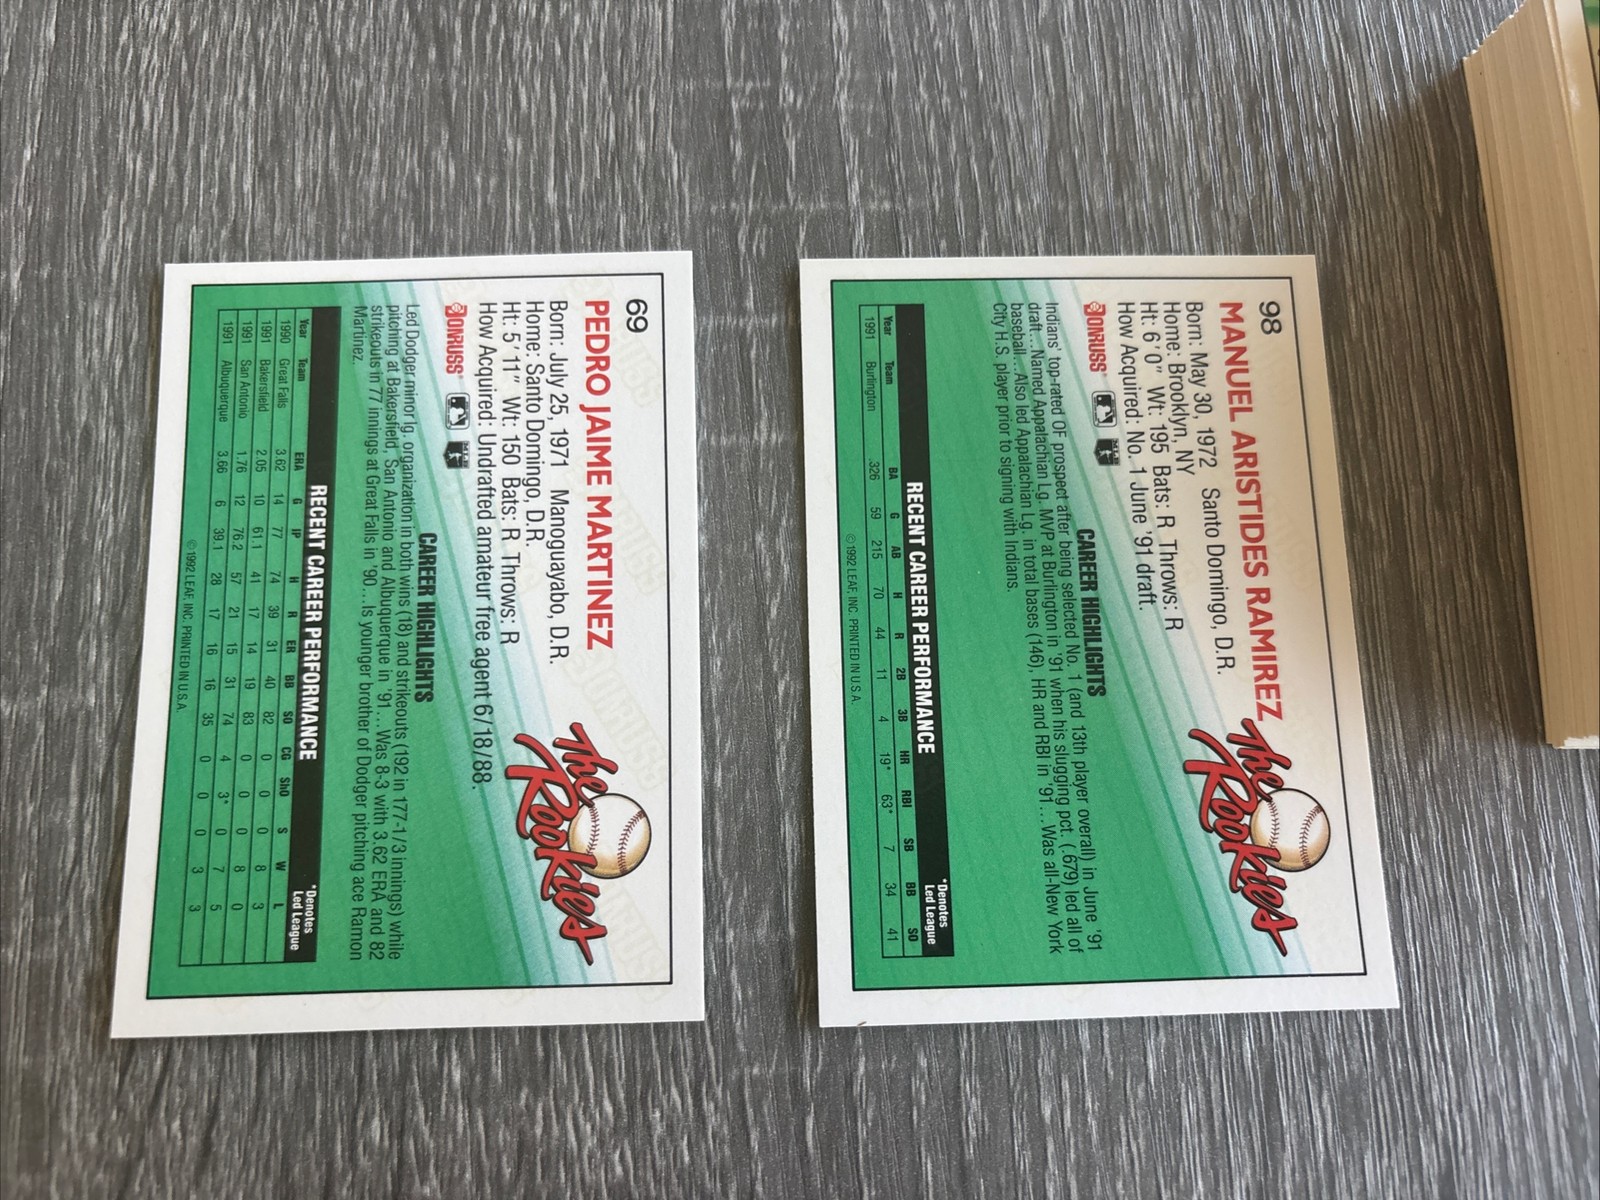 98
MANUEL ARISTIDES RAMIREZ
Born: May 30, 1972 Santo Domingo, D.R.
Home: Brooklyn, NY
Ht: 6' 0" Wt: 195 Bats: R Throws: R
How Acquired: No. 1 June '91 draft.
The Rookies
DONRUSS
CAREER HIGHLIGHTS
Indians' top-rated OF prospect after being selected No. 1 (and 13th player overall) in June '91
draft...Named Appalachian Lg. MVP at Burlington in '91 when his slugging pct. (.679) led all of
baseball...Also led Appalachian Lg. in total bases (146), HR and RBI in '91...Was all-New York
City H.S. player prior to signing with Indians.
RECENT CAREER PERFORMANCE
*Denotes
Led League
Year Team BA G AB H R 2B 3B HR RBI SB BB SO
1991 Burlington .326 59 215 70 44 11 4 19* 63* 7 34 41
© 1992 LEAF, INC. PRINTED IN U.S.A.
69
PEDRO JAIME MARTINEZ
Born: July 25, 1971 Manoguayabo, D.R.
Home: Santo Domingo, D.R.
Ht: 5' 11" Wt: 150 Bats: R Throws: R
How Acquired: Undrafted amateur free agent 6/18/88.
The Rookies
DONRUSS
CAREER HIGHLIGHTS
Led Dodger minor lg. organization in both wins (18) and strikeouts (192 in 177-1/3 innings) while
pitching at Bakersfield, San Antonio and Albuquerque in '91...Was 8-3 with 3.62 ERA and 82
strikeouts in 77 innings at Great Falls in '90...Is younger brother of Dodger pitching ace Ramon
Martinez.
RECENT CAREER PERFORMANCE
*Denotes
Led League
Year Team ERA G IP H R ER BB SO CG ShO S W L
1990 Great Falls 3.62 14 77 74 39 31 40 82 0 0 0 8 3
1991 Bakersfield 2.05 10 61.1 41 17 14 19 83 0 0 0 8 0
1991 San Antonio 1.76 12 76.2 57 21 15 31 74 4 3* 0 7 5
1991 Albuquerque 3.66 6 39.1 28 17 16 16 35 0 0 0 3 3
© 1992 LEAF, INC. PRINTED IN U.S.A.